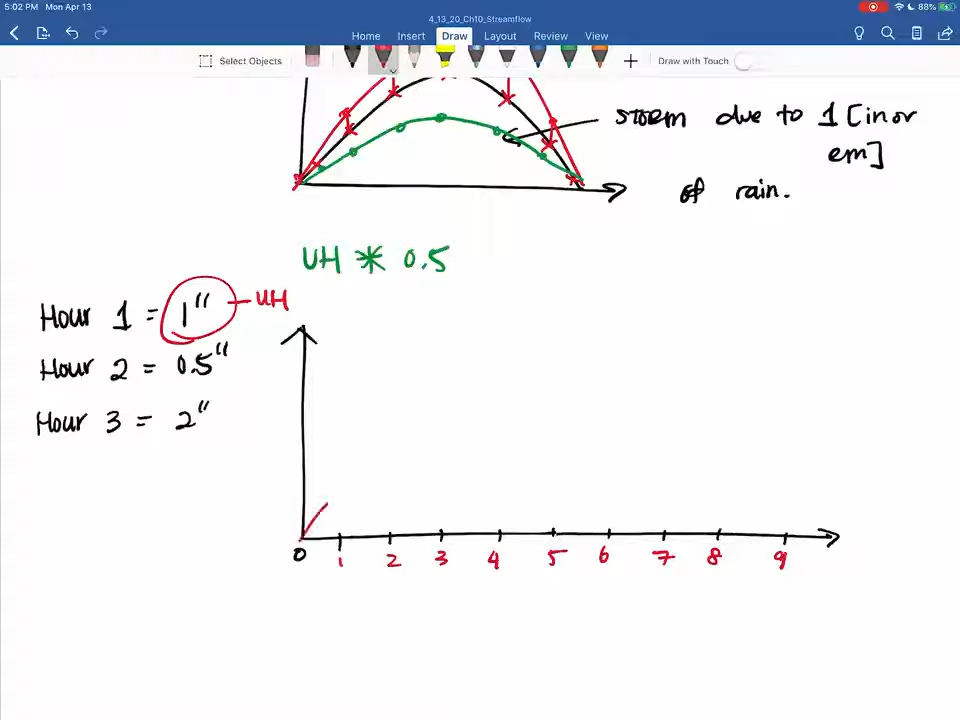 5:02 PM Mon Apr 13
88%
4_13_20_Ch10_Streamflow
Home Insert Draw Layout Review View
Select Objects
Draw with Touch
storm due to 1 [in or
cm]
of rain.
UH * 0.5
Hour 1 = 1" UH
Hour 2 = 0.5"
Hour 3 = 2"
0 1 2 3 4 5 6 7 8 9